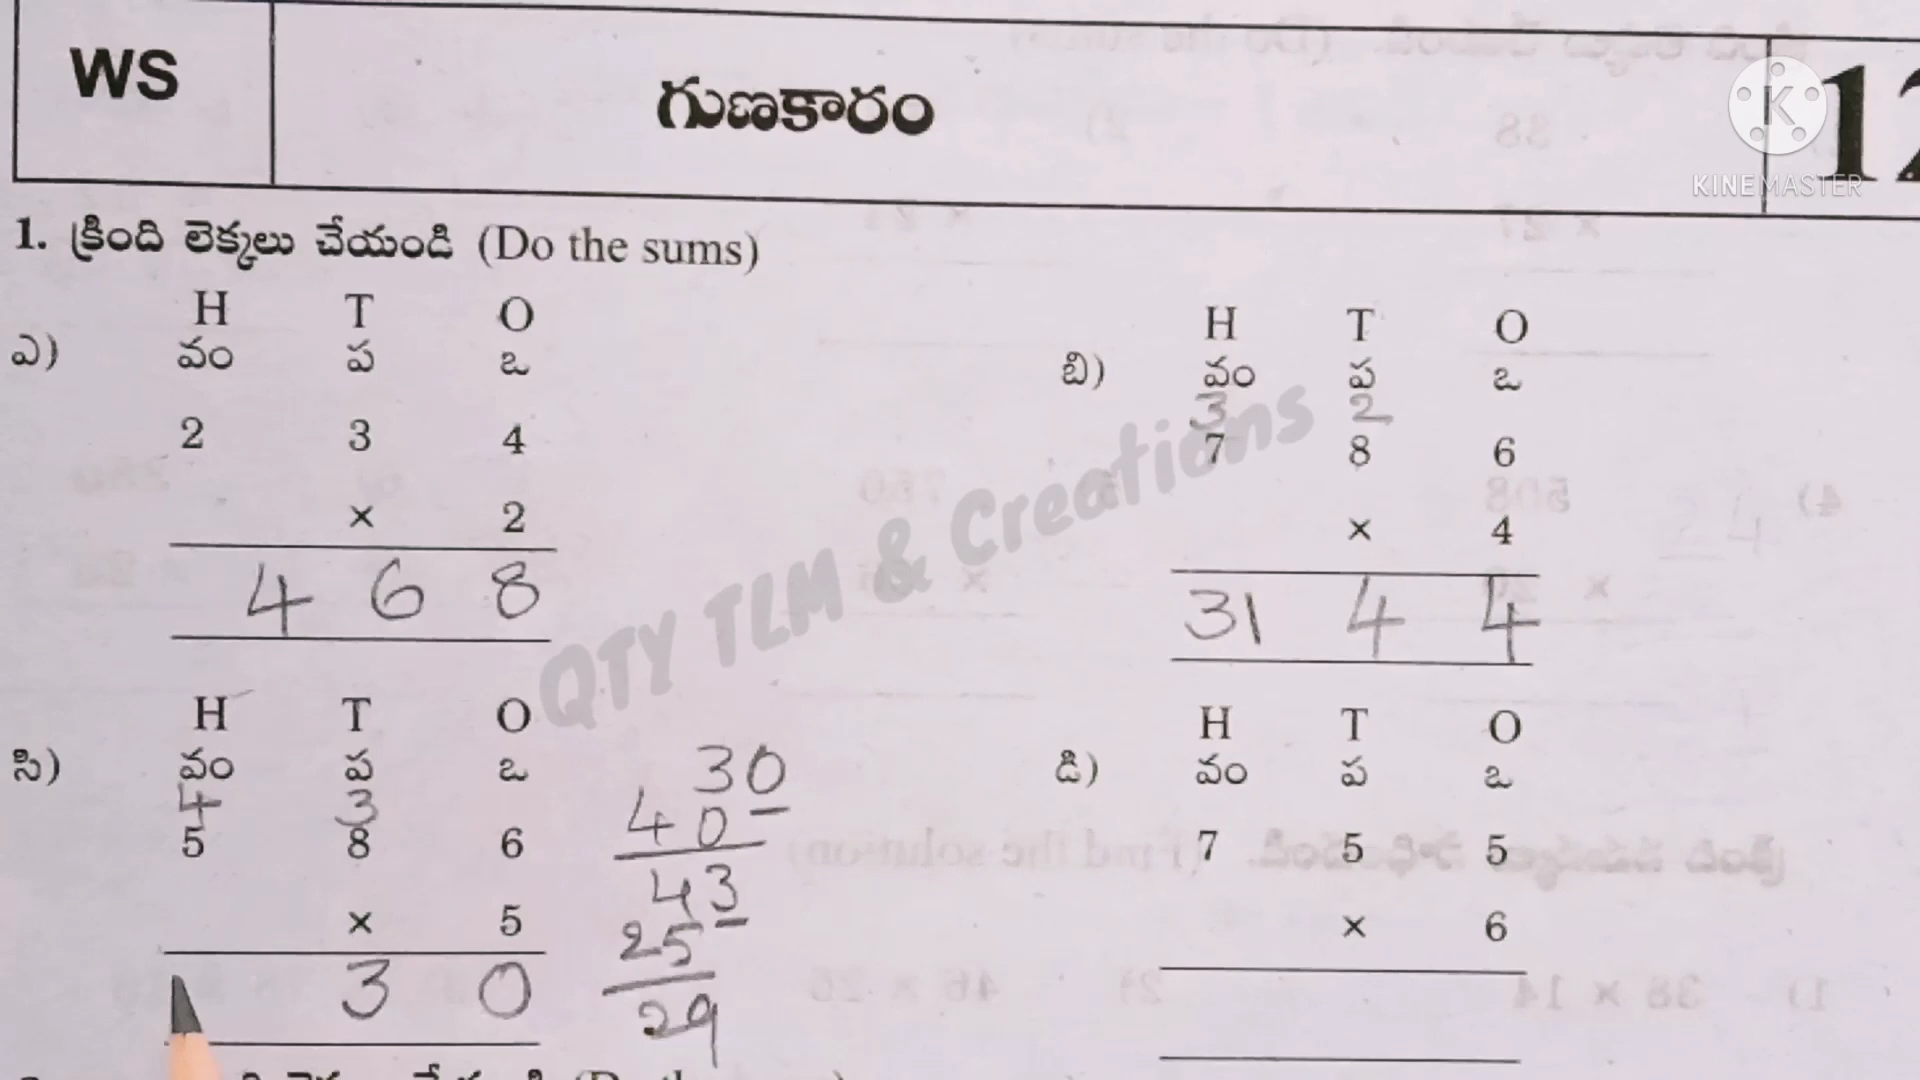 WS
గుణకారం
12
KINEMASTER
1. క్రింది లెక్కలు చేయండి (Do the sums)
H T O
ఎ) వం ప ఒ
2 3 4
× 2
4 6 8
H T O
బి) వం ప ఒ
3 2
7 8 6
× 4
31 4 4
QTY TLM & Creations
H T O
సి) వం ప ఒ
4 3
5 8 6
× 5
3 0
30
40
43
25
29
H T O
డి) వం ప ఒ
7 5 5
× 6